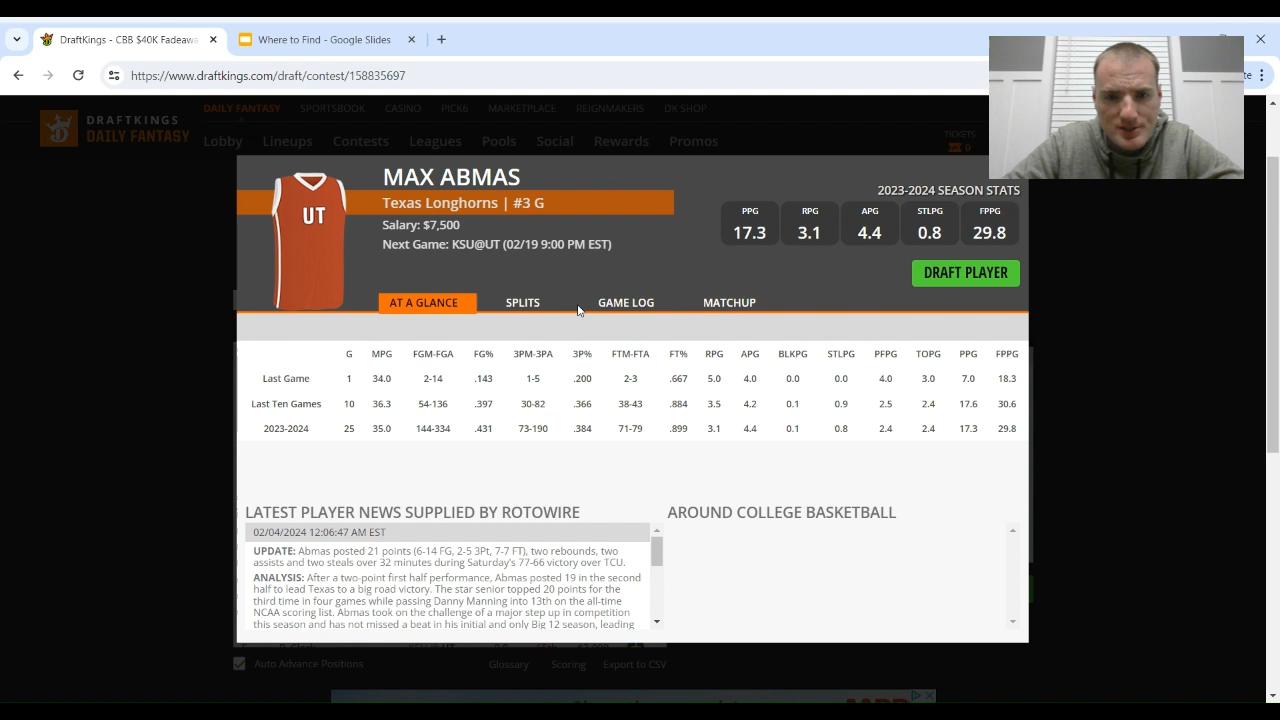 DraftKings - CBB $40K Fadeawa
Where to Find - Google Slides
https://www.draftkings.com/draft/contest/158335697
DAILY FANTASY SPORTSBOOK CASINO PICK6 MARKETPLACE REIGNMAKERS DK SHOP
DRAFTKINGS
DAILY FANTASY
Lobby Lineups Contests Leagues Pools Social Rewards Promos
TICKETS
0
MAX ABMAS
Texas Longhorns | #3 G
Salary: $7,500
Next Game: KSU@UT (02/19 9:00 PM EST)
UT
2023-2024 SEASON STATS
PPG RPG APG STLPG FPPG
17.3 3.1 4.4 0.8 29.8
DRAFT PLAYER
AT A GLANCE SPLITS GAME LOG MATCHUP
G MPG FGM-FGA FG% 3PM-3PA 3P% FTM-FTA FT% RPG APG BLKPG STLPG PFPG TOPG PPG FPPG
Last Game 1 34.0 2-14 .143 1-5 .200 2-3 .667 5.0 4.0 0.0 0.0 4.0 3.0 7.0 18.3
Last Ten Games 10 36.3 54-136 .397 30-82 .366 38-43 .884 3.5 4.2 0.1 0.9 2.5 2.4 17.6 30.6
2023-2024 25 35.0 144-334 .431 73-190 .384 71-79 .899 3.1 4.4 0.1 0.8 2.4 2.4 17.3 29.8
LATEST PLAYER NEWS SUPPLIED BY ROTOWIRE
02/04/2024 12:06:47 AM EST
UPDATE: Abmas posted 21 points (6-14 FG, 2-5 3Pt, 7-7 FT), two rebounds, two
assists and two steals over 32 minutes during Saturday's 77-66 victory over TCU.
ANALYSIS: After a two-point first half performance, Abmas posted 19 in the second
half to lead Texas to a big road victory. The star senior topped 20 points for the
third time in four games while passing Danny Manning into 13th on the all-time
NCAA scoring list. Abmas took on the challenge of a major step up in competition
this season and has not missed a beat in his initial and only Big 12 season, leading
AROUND COLLEGE BASKETBALL
Auto Advance Positions
Glossary Scoring Export to CSV